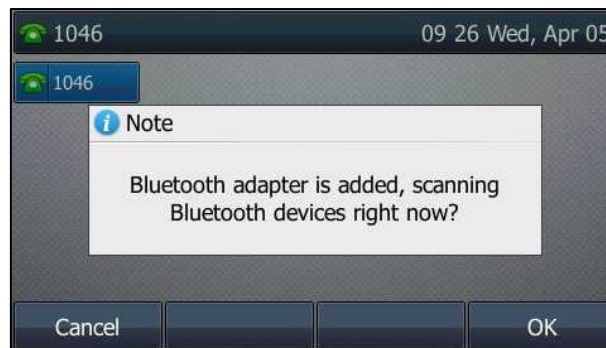 1046 09 26 Wed, Apr 05
1046
Note
Bluetooth adapter is added, scanning
Bluetooth devices right now?
Cancel OK